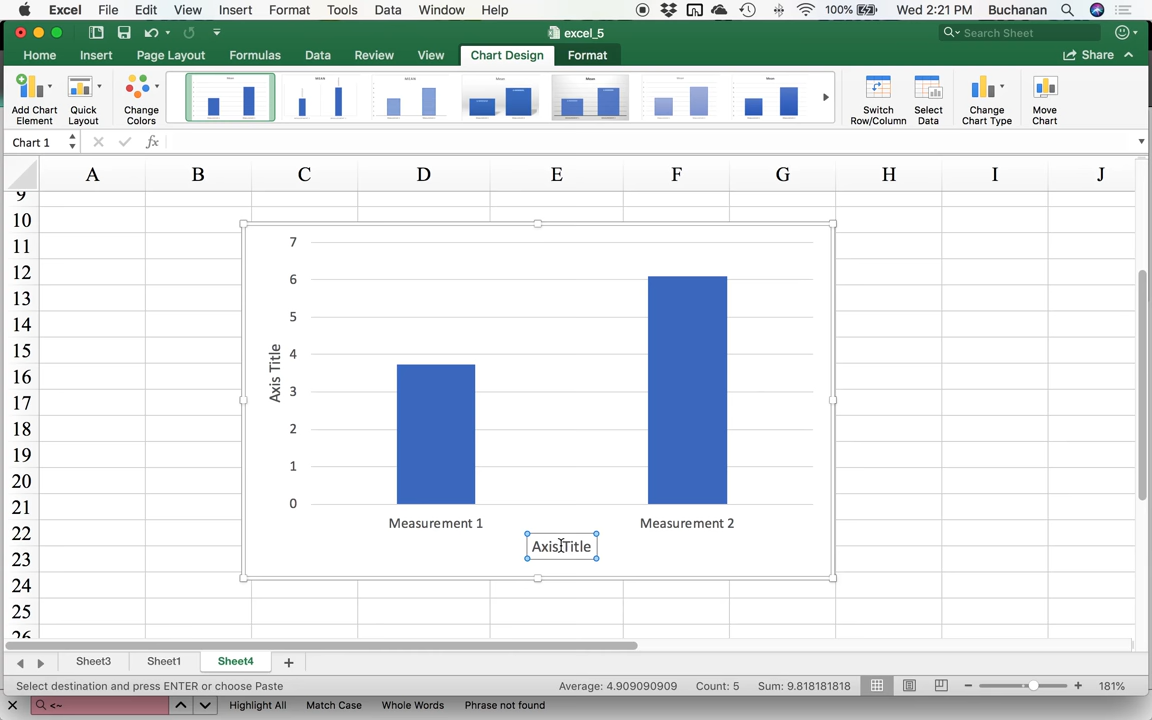 Excel File Edit View Insert Format Tools Data Window Help 100% Wed 2:21 PM Buchanan
excel_5 Search Sheet
Home Insert Page Layout Formulas Data Review View Chart Design Format Share
Add Chart Element
Quick Layout
Change Colors
Switch Row/Column
Select Data
Change Chart Type
Move Chart
Chart 1 fx
A B C D E F G H I J
9
10
11
12
13
14
15
16
17
18
19
20
21
22
23
24
25
26
7
6
5
4
3
2
1
0
Axis Title
Measurement 1 Measurement 2
Axis Title
Sheet3 Sheet1 Sheet4 +
Select destination and press ENTER or choose Paste Average: 4.909090909 Count: 5 Sum: 9.818181818 − + 181%
<~ Highlight All Match Case Whole Words Phrase not found